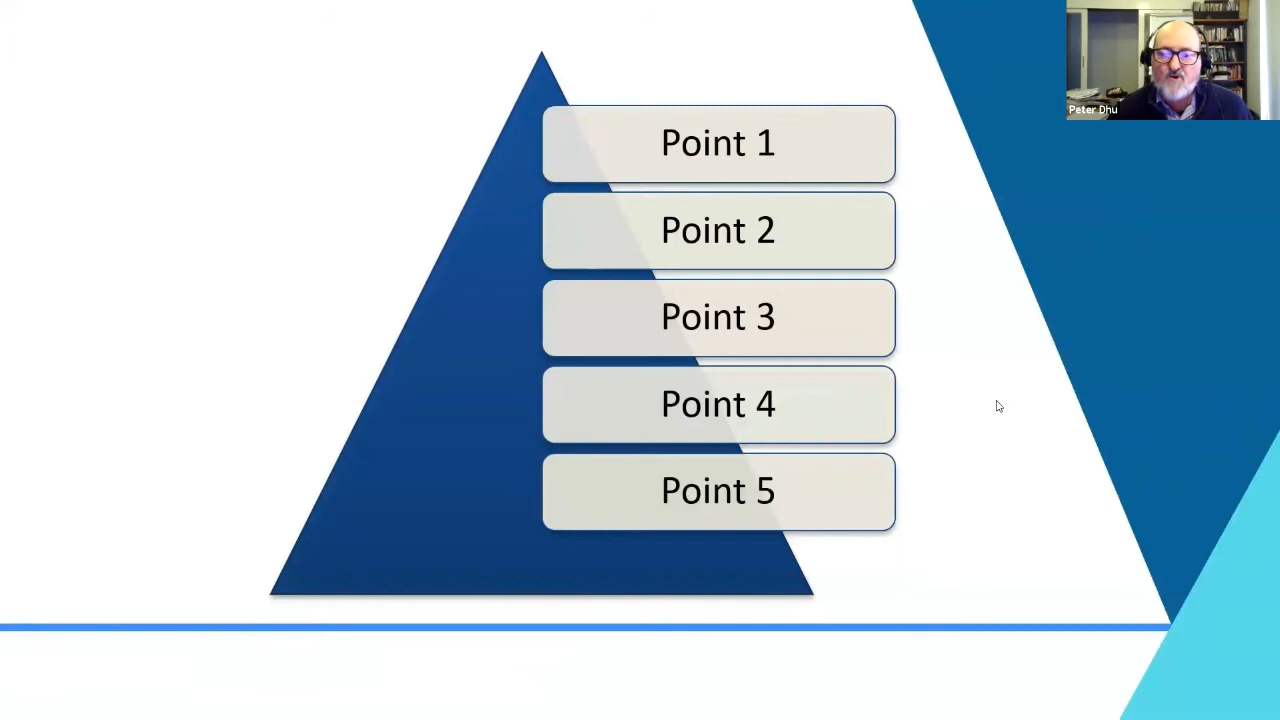 Peter Dhu
Point 1
Point 2
Point 3
Point 4
Point 5